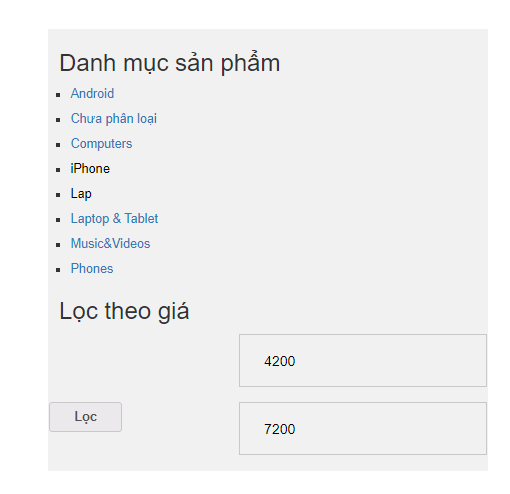 Danh mục sản phẩm
Android
Chưa phân loại
Computers
iPhone
Lap
Laptop & Tablet
Music&Videos
Phones
Lọc theo giá
4200
Lọc
7200